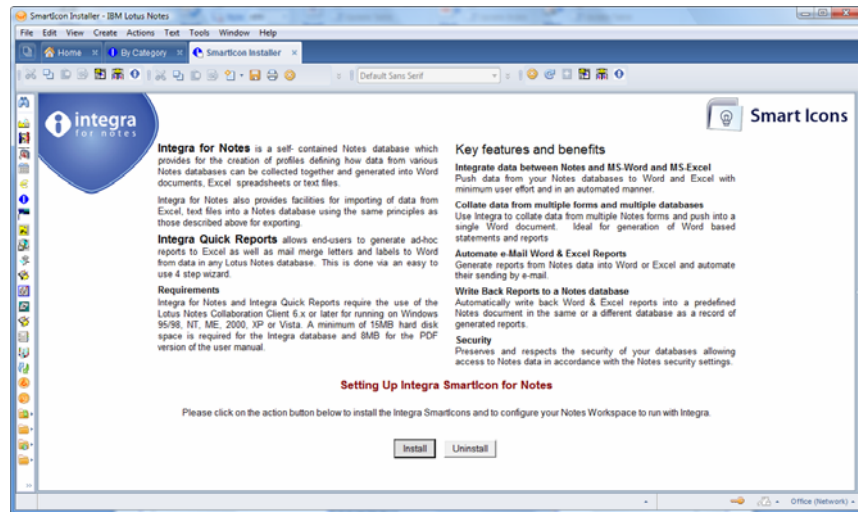 SmartIcon Installer - IBM Lotus Notes
File Edit View Create Actions Text Tools Window Help
Home By Category SmartIcon Installer
Default Sans Serif
integra
for notes
Smart Icons
Integra for Notes is a self- contained Notes database which
provides for the creation of profiles defining how data from various
Notes databases can be collected together and generated into Word
documents, Excel spreadsheets or text files.
Integra for Notes also provides facilities for importing of data from
Excel, text files into a Notes database using the same principles as
those described above for exporting.
Integra Quick Reports allows end-users to generate ad-hoc
reports to Excel as well as mail merge letters and labels to Word
from data in any Lotus Notes database. This is done via an easy to
use 4 step wizard.
Requirements
Integra for Notes and Integra Quick Reports require the use of the
Lotus Notes Collaboration Client 6.x or later for running on Windows
95/98, NT, ME, 2000, XP or Vista. A minimum of 15MB hard disk
space is required for the Integra database and 8MB for the PDF
version of the user manual.
Key features and benefits
Integrate data between Notes and MS-Word and MS-Excel
Push data from your Notes databases to Word and Excel with
minimum user effort and in an automated manner.
Collate data from multiple forms and multiple databases
Use Integra to collate data from multiple Notes forms and push into a
single Word document. Ideal for generation of Word based
statements and reports
Automate e-Mail Word & Excel Reports
Generate reports from Notes data into Word or Excel and automate
their sending by e-mail.
Write Back Reports to a Notes database
Automatically write back Word & Excel reports into a predefined
Notes document in the same or a different database as a record of
generated reports.
Security
Preserves and respects the security of your databases allowing
access to Notes data in accordance with the Notes security settings.
Setting Up Integra SmartIcon for Notes
Please click on the action button below to install the Integra SmartIcons and to configure your Notes Workspace to run with Integra.
Install Uninstall
Office (Network)